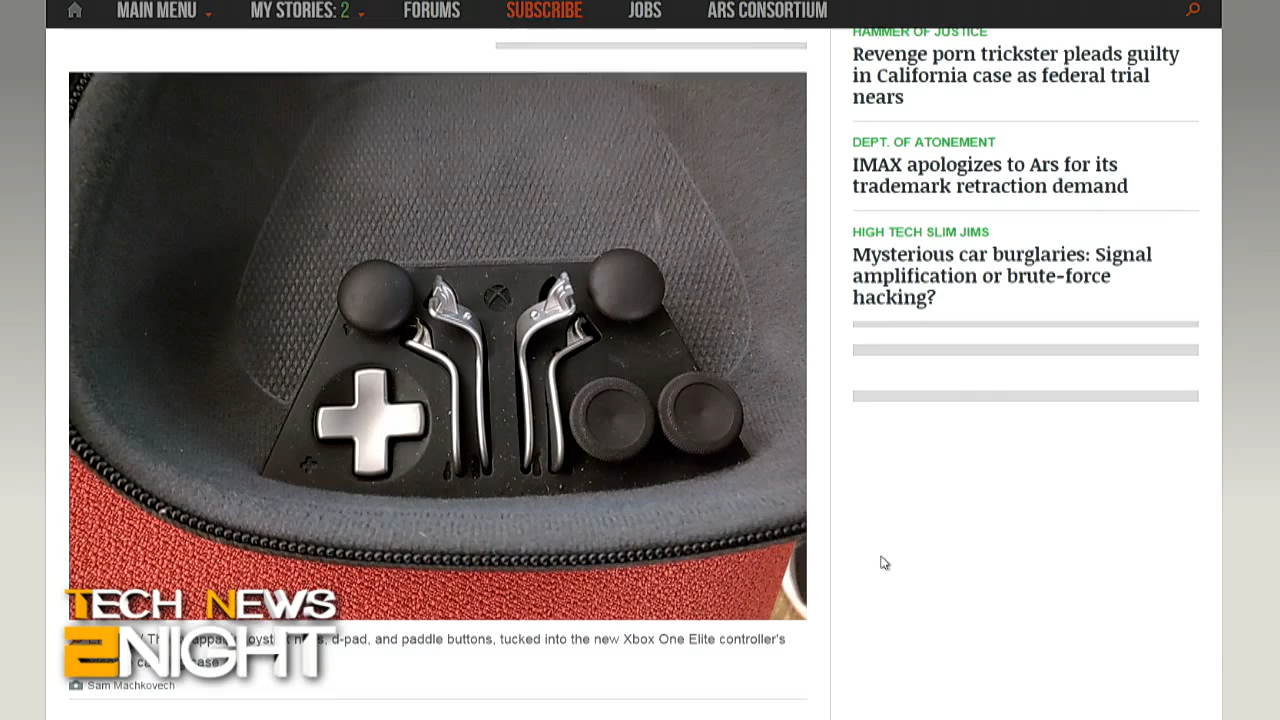 MAIN MENU
MY STORIES: 2
FORUMS
SUBSCRIBE
JOBS
ARS CONSORTIUM
HAMMER OF JUSTICE
Revenge porn trickster pleads guilty
in California case as federal trial
nears
DEPT. OF ATONEMENT
IMAX apologizes to Ars for its
trademark retraction demand
HIGH TECH SLIM JIMS
Mysterious car burglaries: Signal
amplification or brute-force
hacking?
TECH NEWS
2NIGHT
d-pad, and paddle buttons, tucked into the new Xbox One Elite controller's
Sam Machkovech